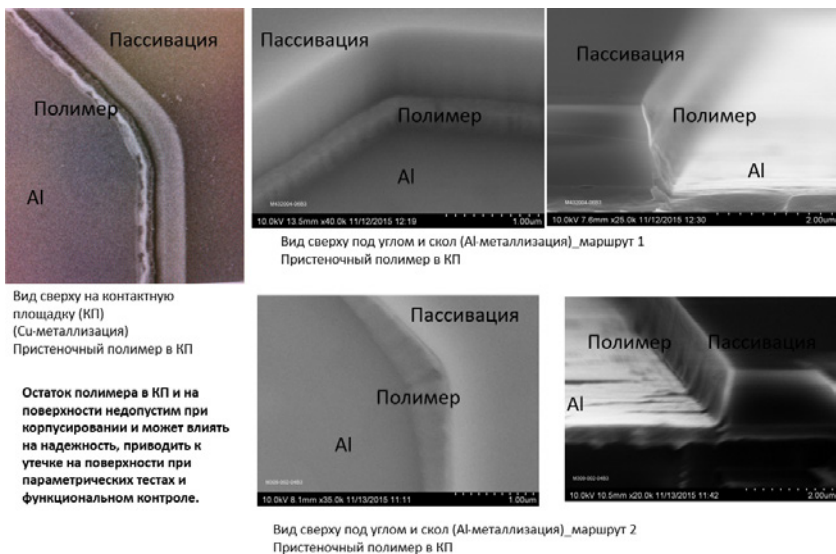 Пассивация
Полимер
Al
Вид сверху на контактную
площадку (КП)
(Cu-металлизация)
Пристеночный полимер в КП
Остаток полимера в КП и на
поверхности недопустим при
корпусировании и может влиять
на надежность, приводить к
утечке на поверхности при
параметрических тестах и
функциональном контроле.
Пассивация
Полимер
Al
10.0kV 13.5mm x40.0k 11/12/2015 12:19
1.00um
Пассивация
Полимер
Al
10.0kV 7.6mm x25.0k 11/12/2015 12:30
2.00um
Вид сверху под углом и скол (Al-металлизация)_маршрут 1
Пристеночный полимер в КП
Пассивация
Полимер
Al
10.0kV 8.1mm x35.0k 11/13/2015 11:11
1.00um
Полимер
Пассивация
Al
10.0kV 10.5mm x20.0k 11/13/2015 11:42
2.00um
Вид сверху под углом и скол (Al-металлизация)_маршрут 2
Пристеночный полимер в КП